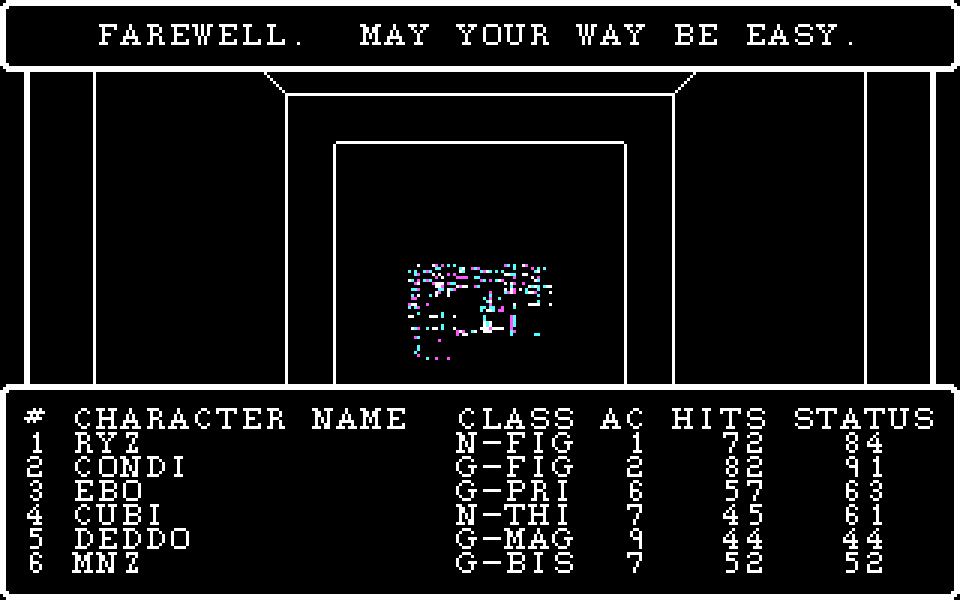 FAREWELL. MAY YOUR WAY BE EASY.
# CHARACTER NAME CLASS AC HITS STATUS
1 RYZ N-FIG 1 72 84
2 CONDI G-FIG 2 82 91
3 EBO G-PRI 6 57 63
4 CUBI N-THI 7 45 61
5 DEDDO G-MAG 9 44 44
6 MNZ G-BIS 7 52 52